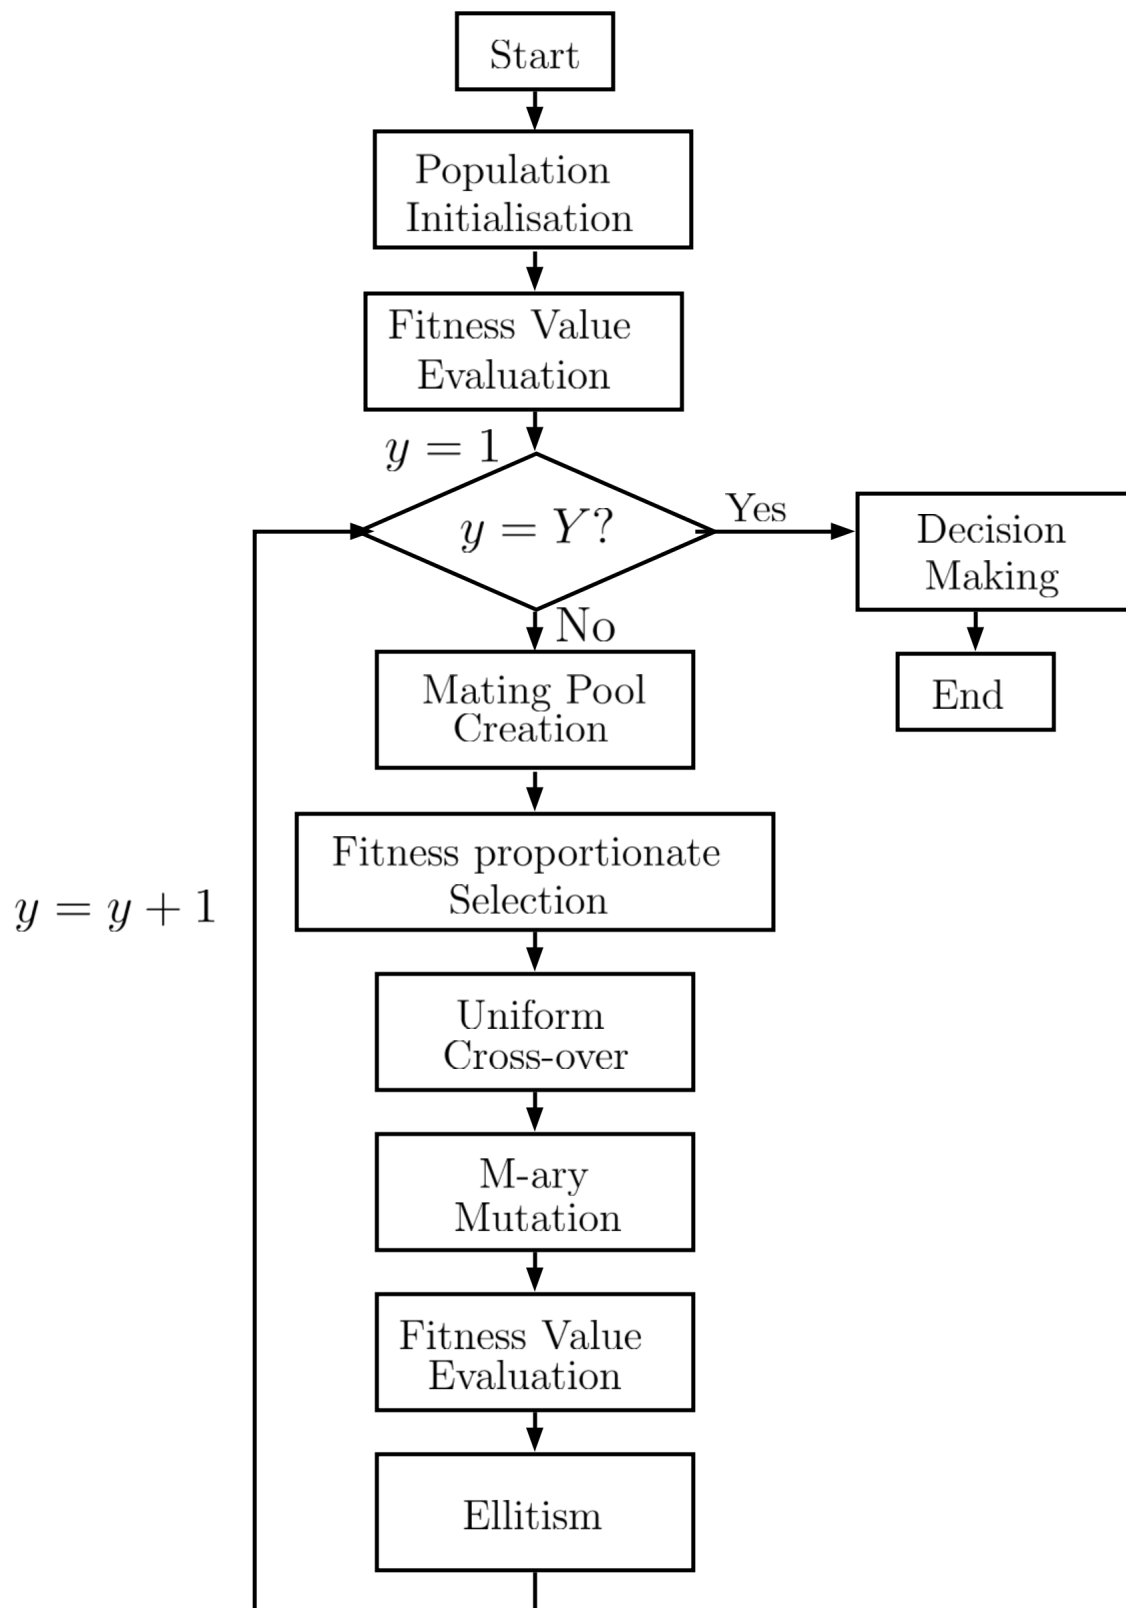 Start
Population
Initialisation
Fitness Value
Evaluation
y = 1
y = Y?
Yes
Decision
Making
End
No
Mating Pool
Creation
Fitness proportionate
Selection
y = y + 1
Uniform
Cross-over
M-ary
Mutation
Fitness Value
Evaluation
Ellitism